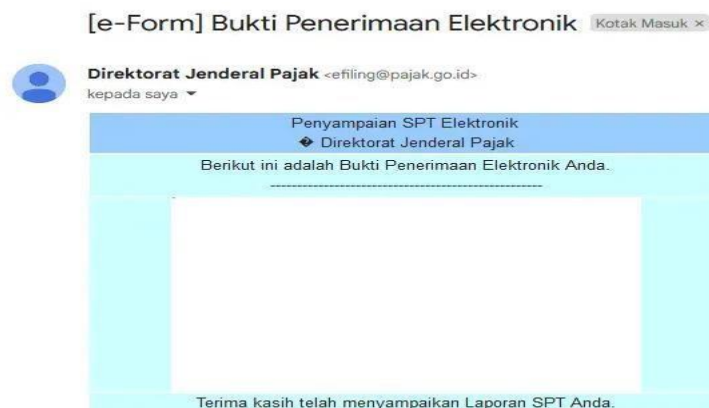 [e-Form] Bukti Penerimaan Elektronik Kotak Masuk ×
Direktorat Jenderal Pajak <efiling@pajak.go.id>
kepada saya
Penyampaian SPT Elektronik
� Direktorat Jenderal Pajak
Berikut ini adalah Bukti Penerimaan Elektronik Anda.
----------------------------------------------------
Terima kasih telah menyampaikan Laporan SPT Anda.